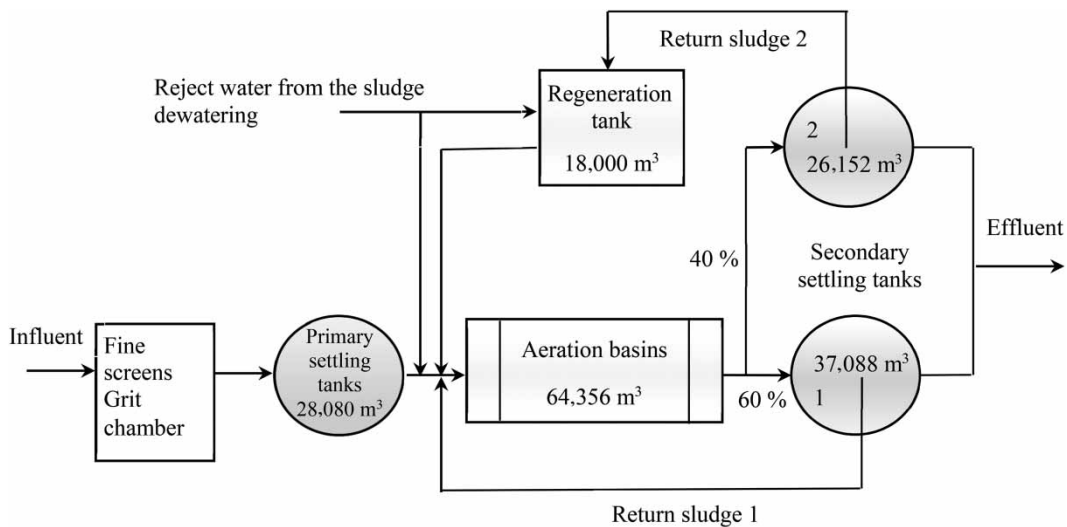 Return sludge 2
Reject water from the sludge
dewatering
Regeneration
tank
18,000 m³
2
26,152 m³
Effluent
40 %
Secondary
settling tanks
Influent
Fine
screens
Grit
chamber
Primary
settling
tanks
28,080 m³
Aeration basins
64,356 m³
60 %
37,088 m³
1
Return sludge 1